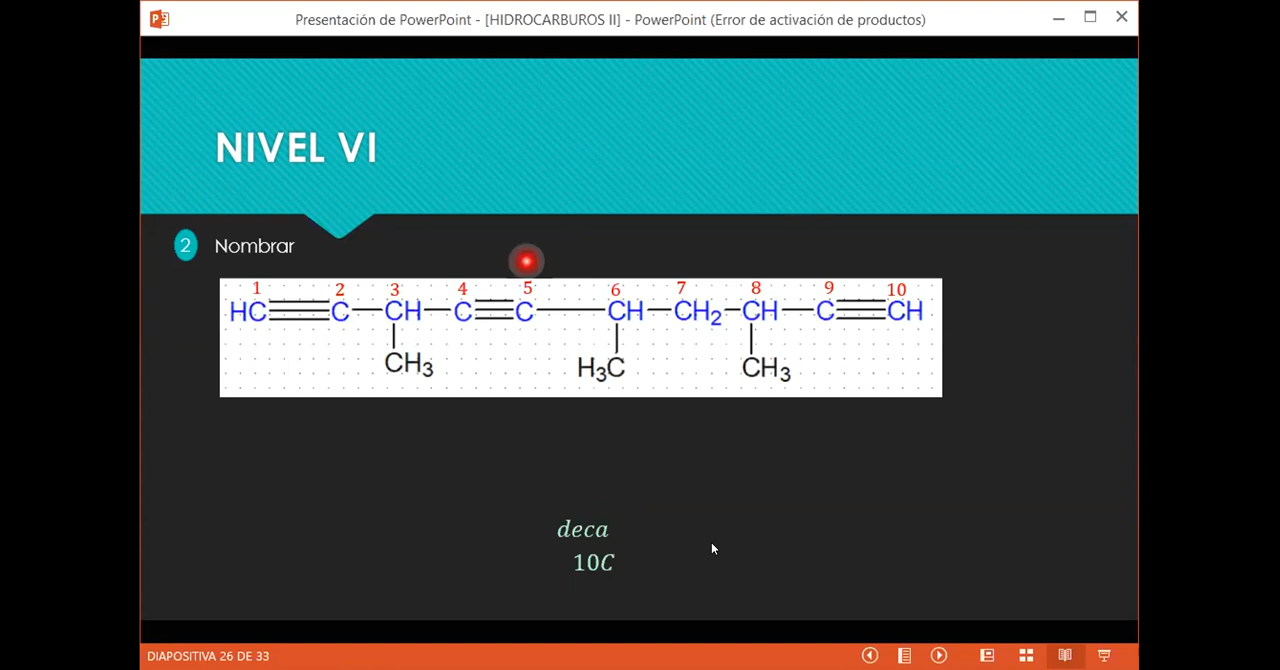 Presentación de PowerPoint - [HIDROCARBUROS II] - PowerPoint (Error de activación de productos)
NIVEL VI
2 Nombrar
1 2 3 4 5 6 7 8 9 10
HC C CH C C CH CH2 CH C CH
CH3 H3C CH3
deca
10C
DIAPOSITIVA 26 DE 33